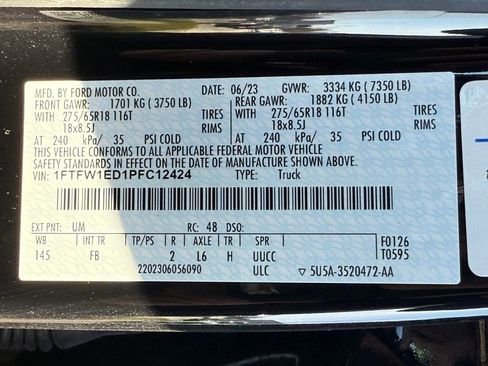 MFD. BY FORD MOTOR CO. DATE: 06/23 GVWR: 3334 KG ( 7350 LB)
FRONT GAWR: 1701 KG ( 3750 LB) REAR GAWR: 1882 KG ( 4150 LB)
WITH 275/65R18 116T TIRES WITH 275/65R18 116T TIRES
18x8.5J RIMS 18x8.5J RIMS
AT 240 kPa/ 35 PSI COLD AT 240 kPa/ 35 PSI COLD
THIS VEHICLE CONFORMS TO ALL APPLICABLE FEDERAL MOTOR VEHICLE
SAFETY, BUMPER, AND THEFT PREVENTION STANDARDS IN
EFFECT ON THE DATE OF MANUFACTURE SHOWN ABOVE.
VIN: 1FTFW1ED1PFC12424 TYPE: Truck
EXT PNT: UM RC: 48 DSO:
WB INT TR TP/PS R AXLE TR SPR F0126
145 FB 2 L6 H UUCC T0595
2202306056090 ULC ▽ 5U5A-3520472-AA